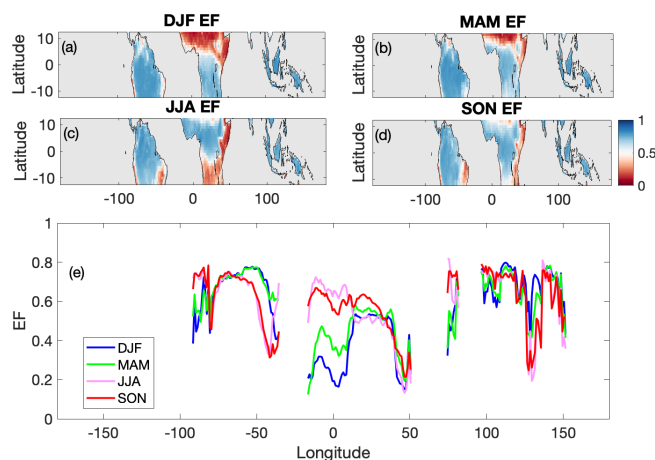 DJF EF
MAM EF
(a)
(b)
Latitude
10
0
-10
Latitude
10
0
-10
JJA EF
SON EF
(c)
(d)
Latitude
10
0
-10
Latitude
10
0
-10
-100
0
100
-100
0
100
1
0.5
0
(e)
EF
1
0.8
0.6
0.4
0.2
0
DJF
MAM
JJA
SON
-150
-100
-50
0
50
100
150
Longitude